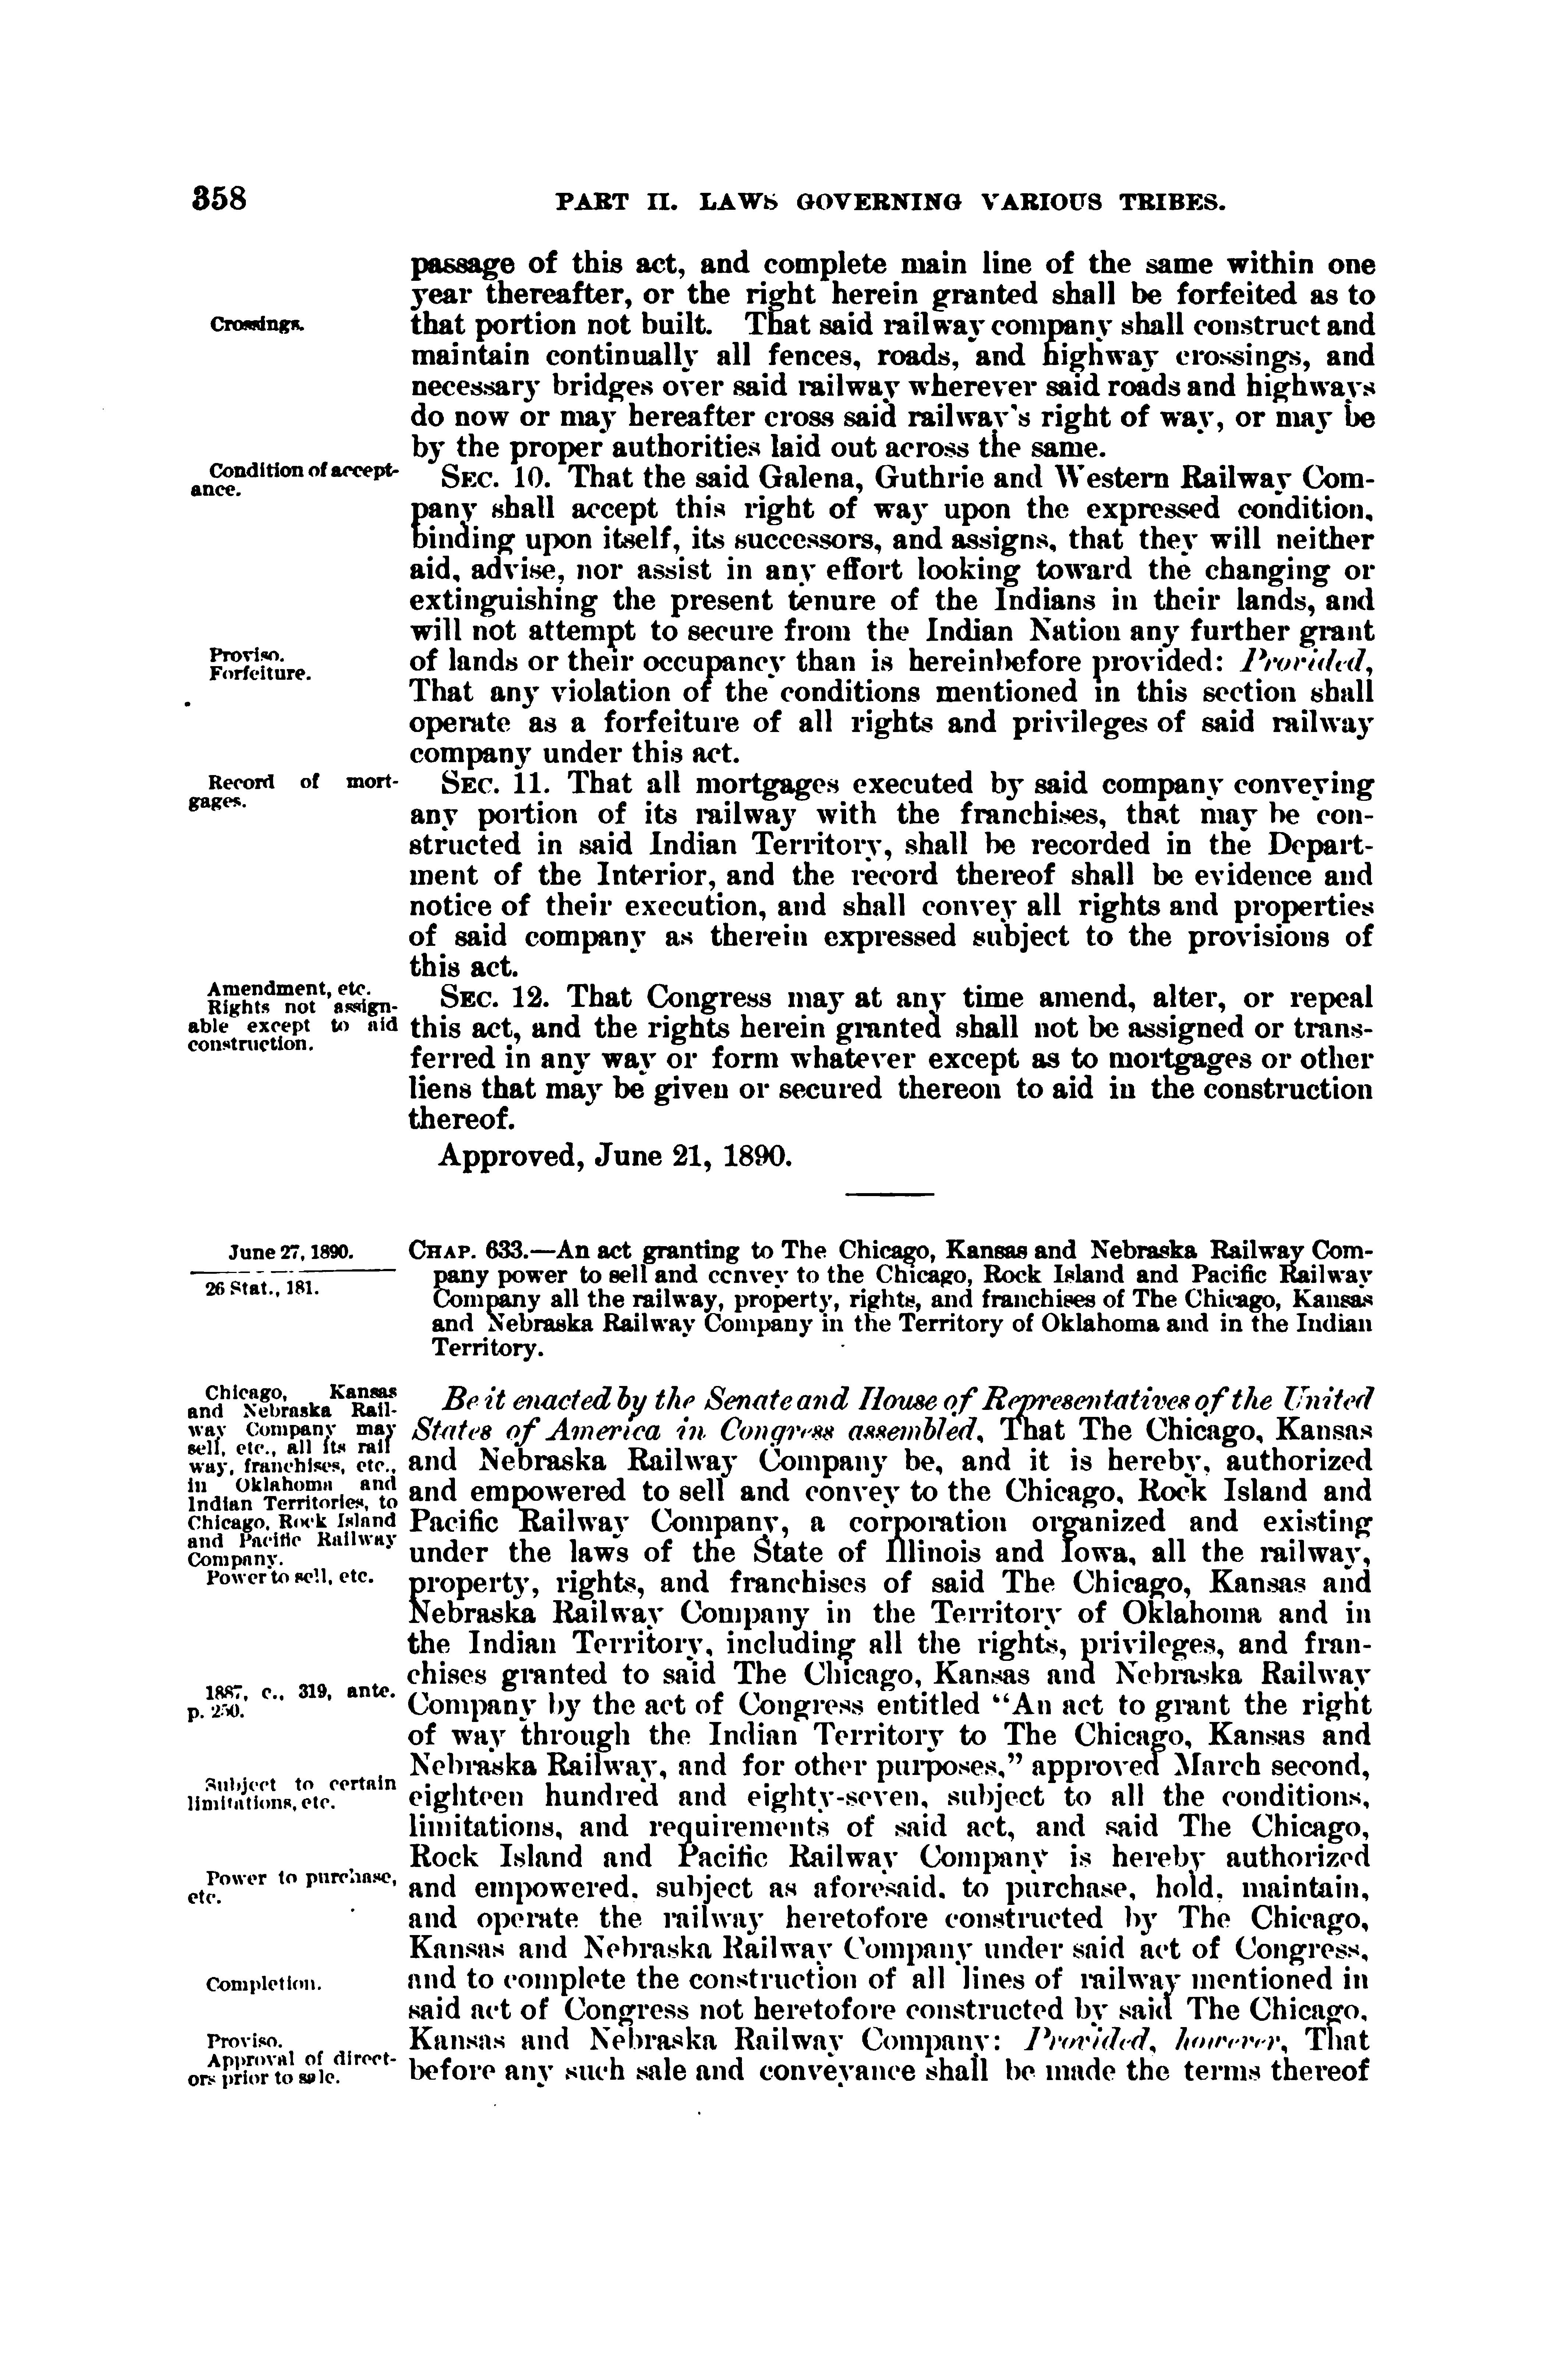 358
PART II. LAWS GOVERNING VARIOUS TRIBES.
passage of this act, and complete main line of the same within one
year thereafter, or the right herein granted shall be forfeited as to
Crossings.
that portion not built. That said railway company shall construct and
maintain continually all fences, roads, and highway crossings, and
necessary bridges over said railway wherever said roads and highways
do now or may hereafter cross said railway's right of way, or may be
by the proper authorities laid out across the same.
Condition of accept-
ance.
SEC. 10. That the said Galena, Guthrie and Western Railway Com-
pany shall accept this right of way upon the expressed condition,
binding upon itself, its successors, and assigns, that they will neither
aid, advise, nor assist in any effort looking toward the changing or
extinguishing the present tenure of the Indians in their lands, and
will not attempt to secure from the Indian Nation any further grant
Proviso.
Forfeiture.
of lands or their occupancy than is hereinbefore provided: Provided,
That any violation of the conditions mentioned in this section shall
operate as a forfeiture of all rights and privileges of said railway
company under this act.
Record of mort-
gages.
SEC. 11. That all mortgages executed by said company conveying
any portion of its railway with the franchises, that may be con-
structed in said Indian Territory, shall be recorded in the Depart-
ment of the Interior, and the record thereof shall be evidence and
notice of their execution, and shall convey all rights and properties
of said company as therein expressed subject to the provisions of
this act.
Amendment, etc.
Rights not assign-
able except to aid
construction.
SEC. 12. That Congress may at any time amend, alter, or repeal
this act, and the rights herein granted shall not be assigned or trans-
ferred in any way or form whatever except as to mortgages or other
liens that may be given or secured thereon to aid in the construction
thereof.
Approved, June 21, 1890.
June 27, 1890.
26 Stat., 181.
CHAP. 633.—An act granting to The Chicago, Kansas and Nebraska Railway Com-
pany power to sell and convey to the Chicago, Rock Island and Pacific Railway
Company all the railway, property, rights, and franchises of The Chicago, Kansas
and Nebraska Railway Company in the Territory of Oklahoma and in the Indian
Territory.
Chicago, Kansas
and Nebraska Rail-
way Company may
sell, etc., all its rail
way, franchises, etc.,
in Oklahoma and
Indian Territories, to
Chicago, Rock Island
and Pacific Railway
Company.
Power to sell, etc.
Be it enacted by the Senate and House of Representatives of the United
States of America in Congress assembled, That The Chicago, Kansas
and Nebraska Railway Company be, and it is hereby, authorized
and empowered to sell and convey to the Chicago, Rock Island and
Pacific Railway Company, a corporation organized and existing
under the laws of the State of Illinois and Iowa, all the railway,
property, rights, and franchises of said The Chicago, Kansas and
Nebraska Railway Company in the Territory of Oklahoma and in
the Indian Territory, including all the rights, privileges, and fran-
chises granted to said The Chicago, Kansas and Nebraska Railway
1887, c., 319, ante.
p. 250.
Company by the act of Congress entitled “An act to grant the right
of way through the Indian Territory to The Chicago, Kansas and
Nebraska Railway, and for other purposes,” approved March second,
Subject to certain
limitations, etc.
eighteen hundred and eighty-seven, subject to all the conditions,
limitations, and requirements of said act, and said The Chicago,
Rock Island and Pacific Railway Company is hereby authorized
Power to purchase,
etc.
and empowered, subject as aforesaid, to purchase, hold, maintain,
and operate the railway heretofore constructed by The Chicago,
Kansas and Nebraska Railway Company under said act of Congress,
Completion.
and to complete the construction of all lines of railway mentioned in
said act of Congress not heretofore constructed by said The Chicago,
Proviso.
Approval of direct-
ors prior to sale.
Kansas and Nebraska Railway Company: Provided, however, That
before any such sale and conveyance shall be made the terms thereof